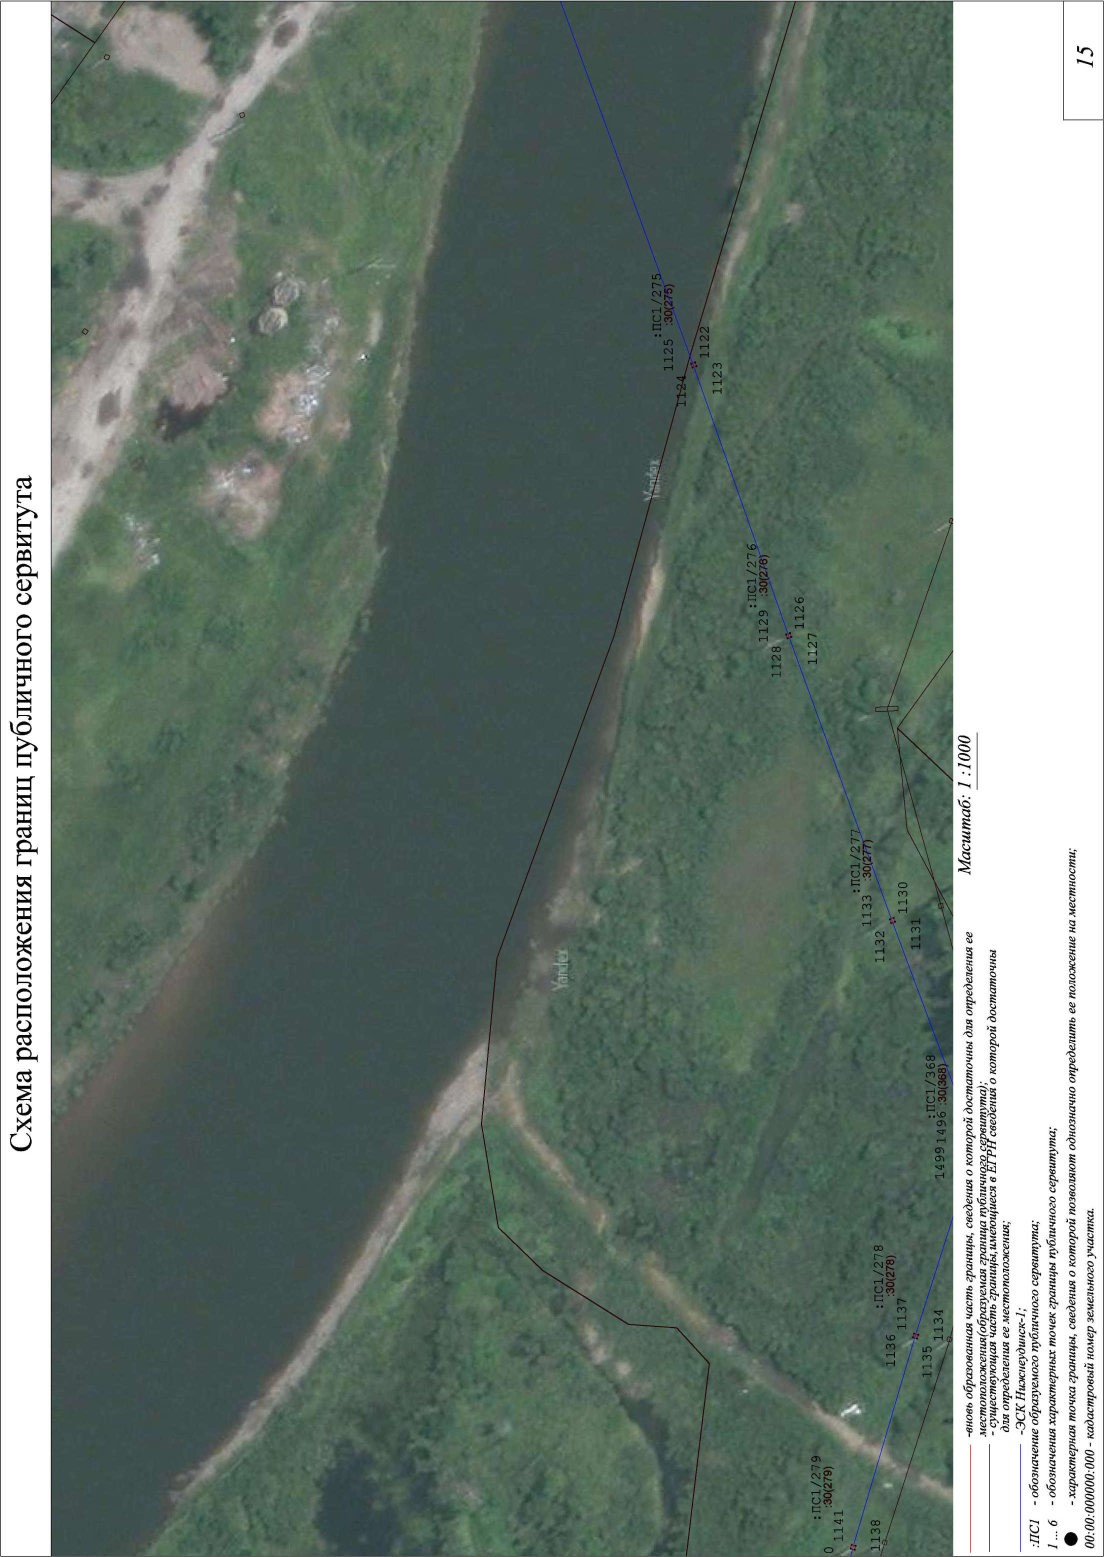 Схема расположения границ публичного сервитута
:ПС1/275
:30(275)
1125
1122
1124
1123
Yandex
:ПС1/276
:30(276)
1129
1126
1128
1127
:ПС1/277
:30(277)
1133
1130
1132
1131
Yandex
:ПС1/368
:30(368)
1499 1496
:ПС1/278
:30(278)
1137
1134
1136
1135
:ПС1/279
:30(279)
0
1141
1138
Масштаб: 1 :1000
-вновь образованная часть границы, сведения о которой достаточны для определения ее
местоположения(образуемая граница публичного сервитута);
- существующая часть границы,имеющиеся в ЕГРН сведения о которой достаточны
для определения ее местоположения;
-ЭСК Нижнеудинск-1;
:ПС1 - обозначение образуемого публичного сервитута;
1 ... 6 - обозначения характерных точек границы публичного сервитута;
- характерная точка границы, сведения о которой позволяют однозначно определить ее положение на местности;
00:00:000000:000 - кадастровый номер земельного участка.
15